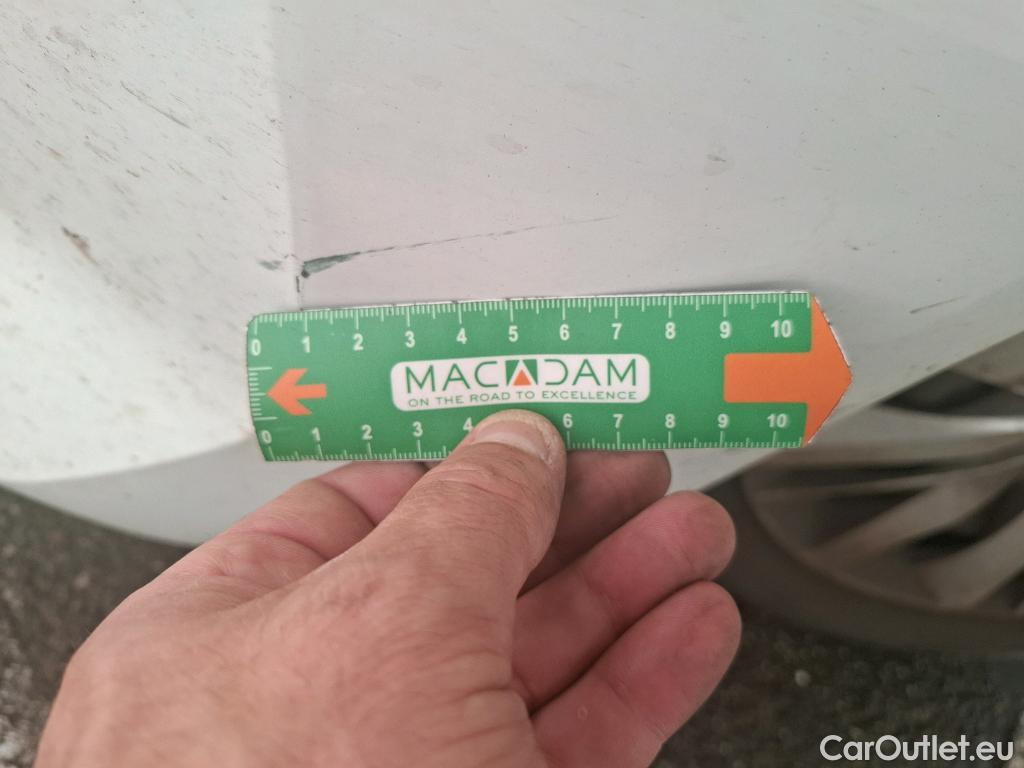 0 1 2 3 4 5 6 7 8 9 10
MACADAM
ON THE ROAD TO EXCELLENCE
0 1 2 3 4 6 7 8 9 10
CarOutlet.eu